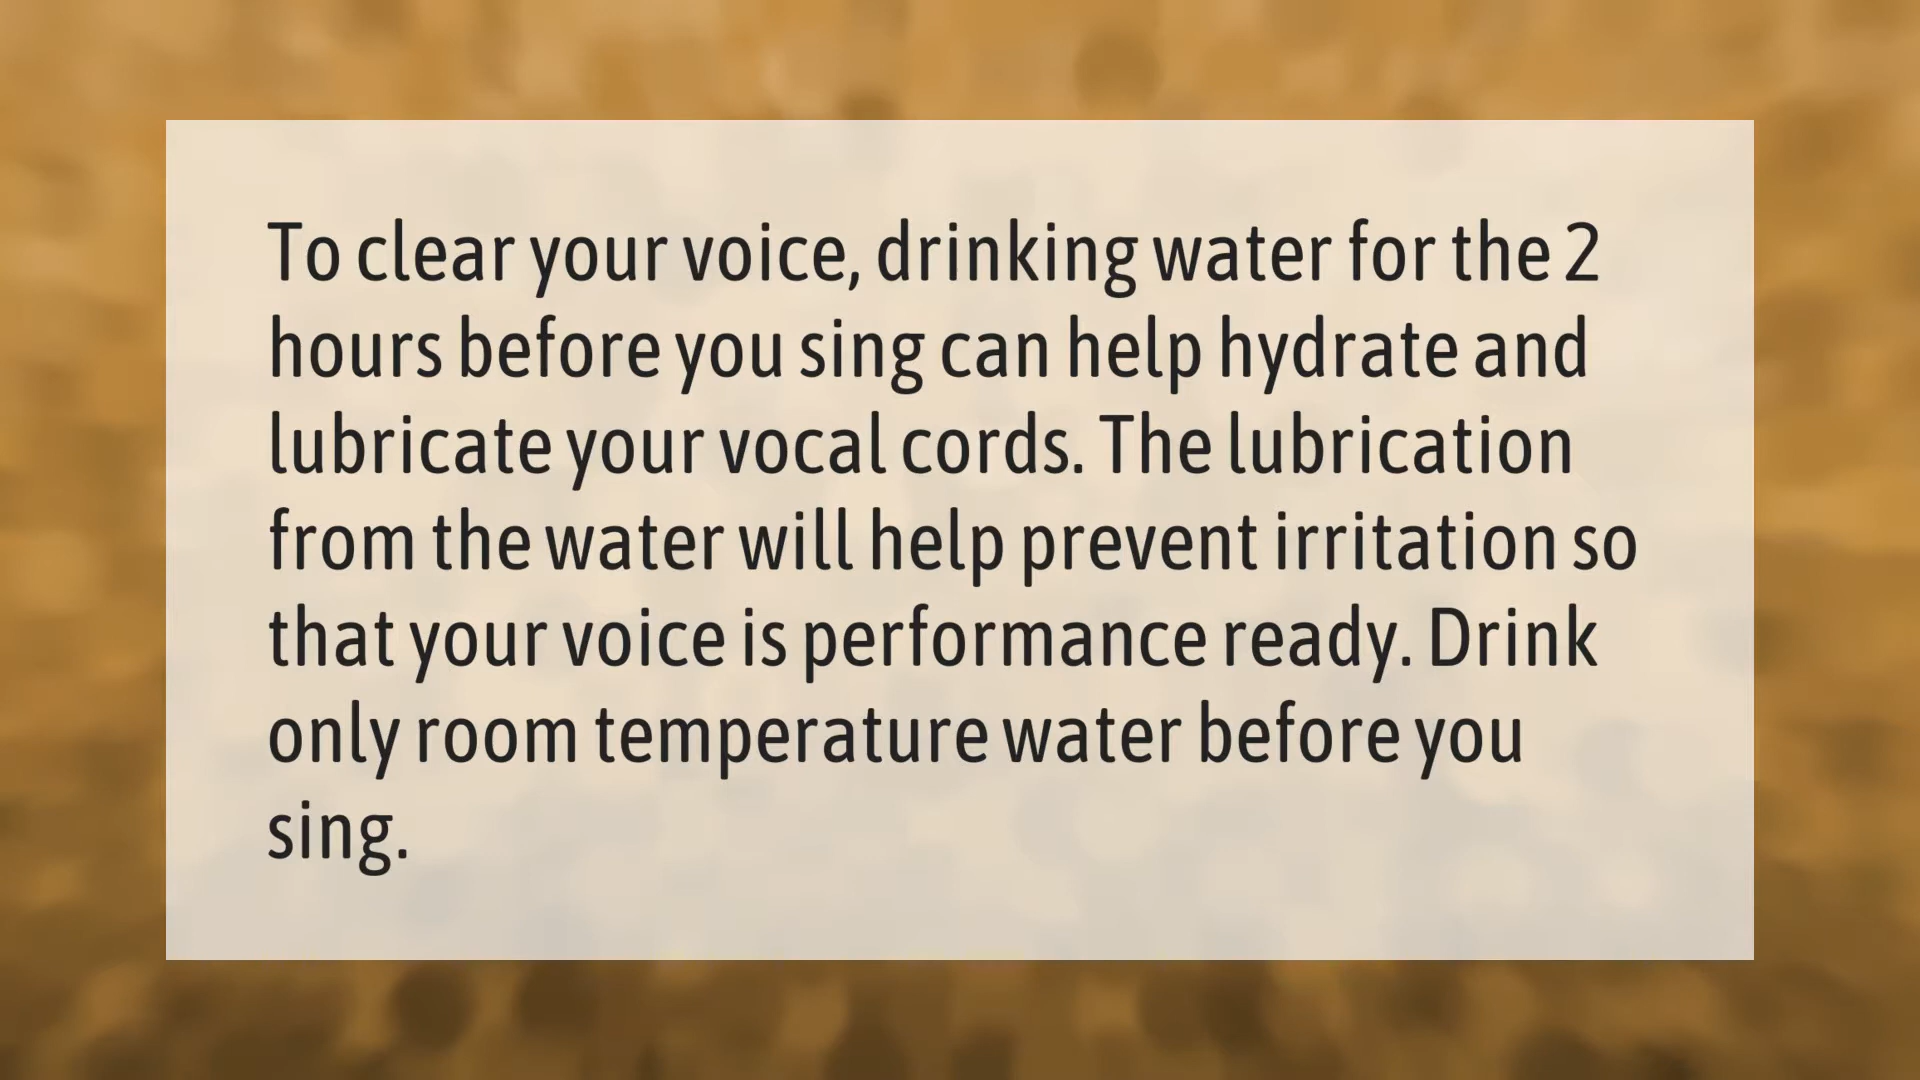 To clear your voice, drinking water for the 2
hours before you sing can help hydrate and
lubricate your vocal cords. The lubrication
from the water will help prevent irritation so
that your voice is performance ready. Drink
only room temperature water before you
sing.